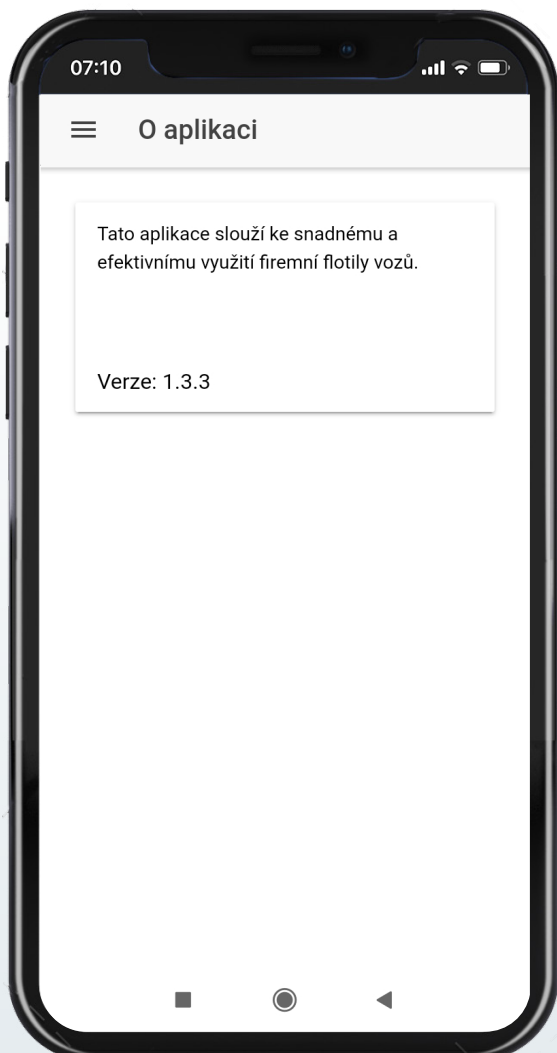 07:10
O aplikaci
Tato aplikace slouží ke snadnému a
efektivnímu využití firemní flotily vozů.
Verze: 1.3.3